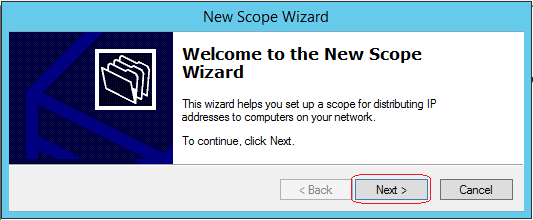 New Scope Wizard
Welcome to the New Scope
Wizard
This wizard helps you set up a scope for distributing IP
addresses to computers on your network.
To continue, click Next.
< Back
Next >
Cancel